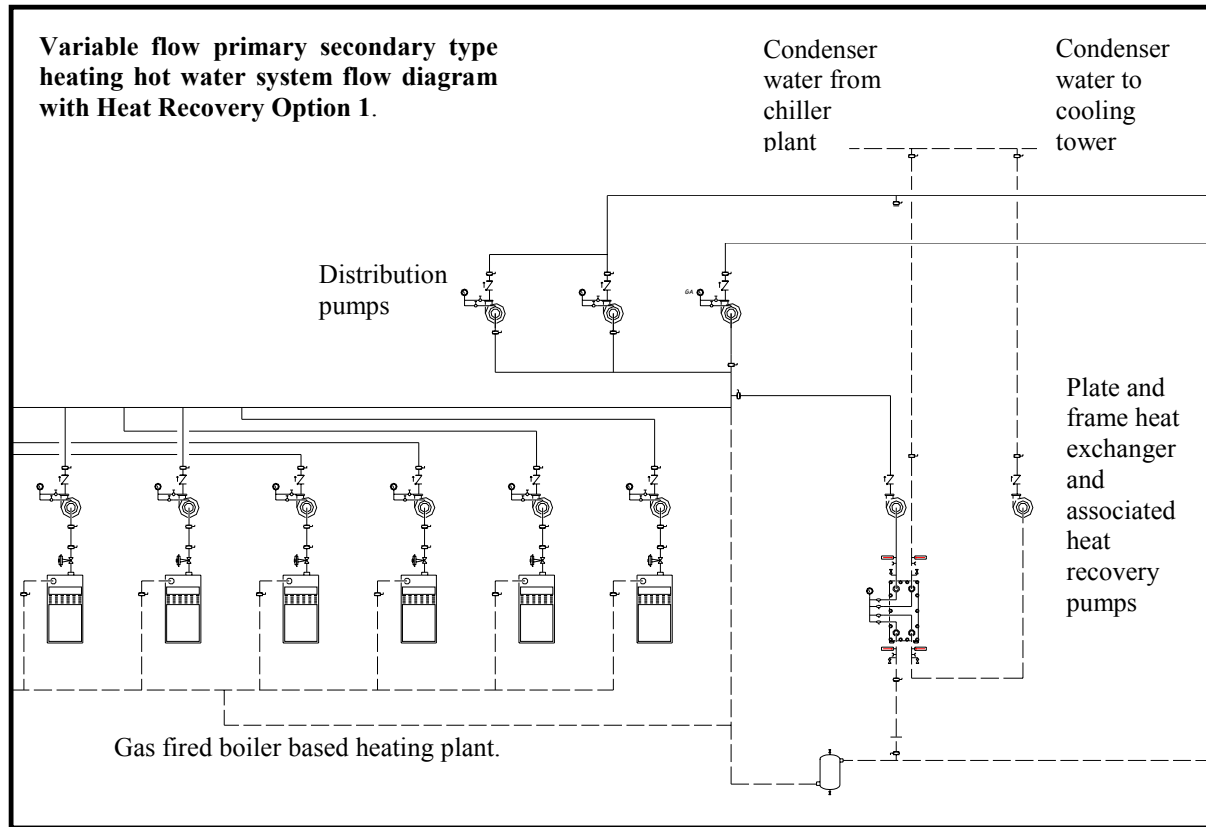 Variable flow primary secondary type
heating hot water system flow diagram
with Heat Recovery Option 1.
Condenser
water from
chiller
plant
Condenser
water to
cooling
tower
Distribution
pumps
GA
Plate and
frame heat
exchanger
and
associated
heat
recovery
pumps
Gas fired boiler based heating plant.